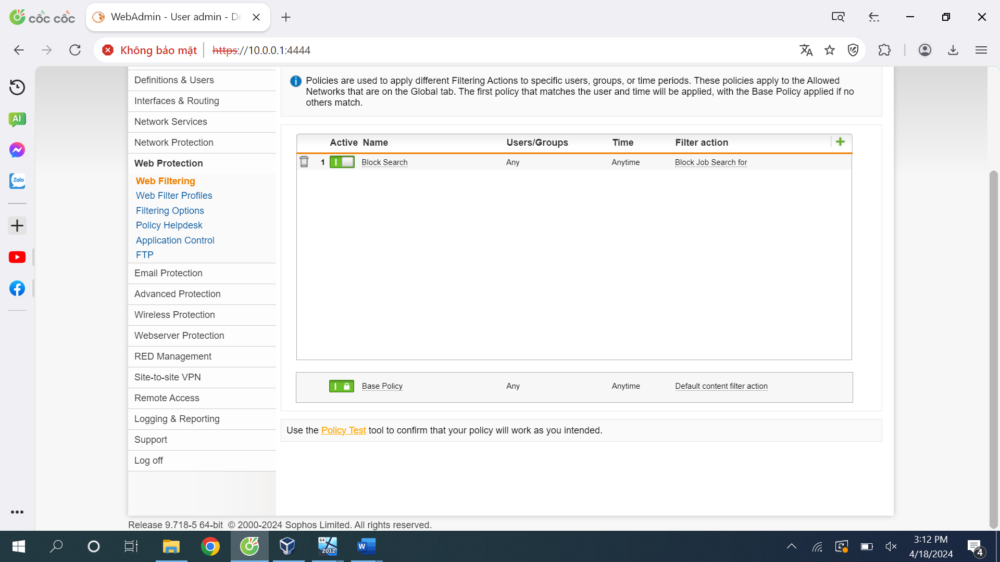 cốc cốc
WebAdmin - User admin - De
Không bảo mật
https://10.0.0.1:4444
AI
Zalo
Definitions & Users
Interfaces & Routing
Network Services
Network Protection
Web Protection
Web Filtering
Web Filter Profiles
Filtering Options
Policy Helpdesk
Application Control
FTP
Email Protection
Advanced Protection
Wireless Protection
Webserver Protection
RED Management
Site-to-site VPN
Remote Access
Logging & Reporting
Support
Log off
Policies are used to apply different Filtering Actions to specific users, groups, or time periods. These policies apply to the Allowed
Networks that are on the Global tab. The first policy that matches the user and time will be applied, with the Base Policy applied if no
others match.
Active Name Users/Groups Time Filter action
1 Block Search Any Anytime Block Job Search for
Base Policy Any Anytime Default content filter action
Use the Policy Test tool to confirm that your policy will work as you intended.
Release 9.718-5 64-bit © 2000-2024 Sophos Limited. All rights reserved.
64
2012
W
3:12 PM
4/18/2024
4